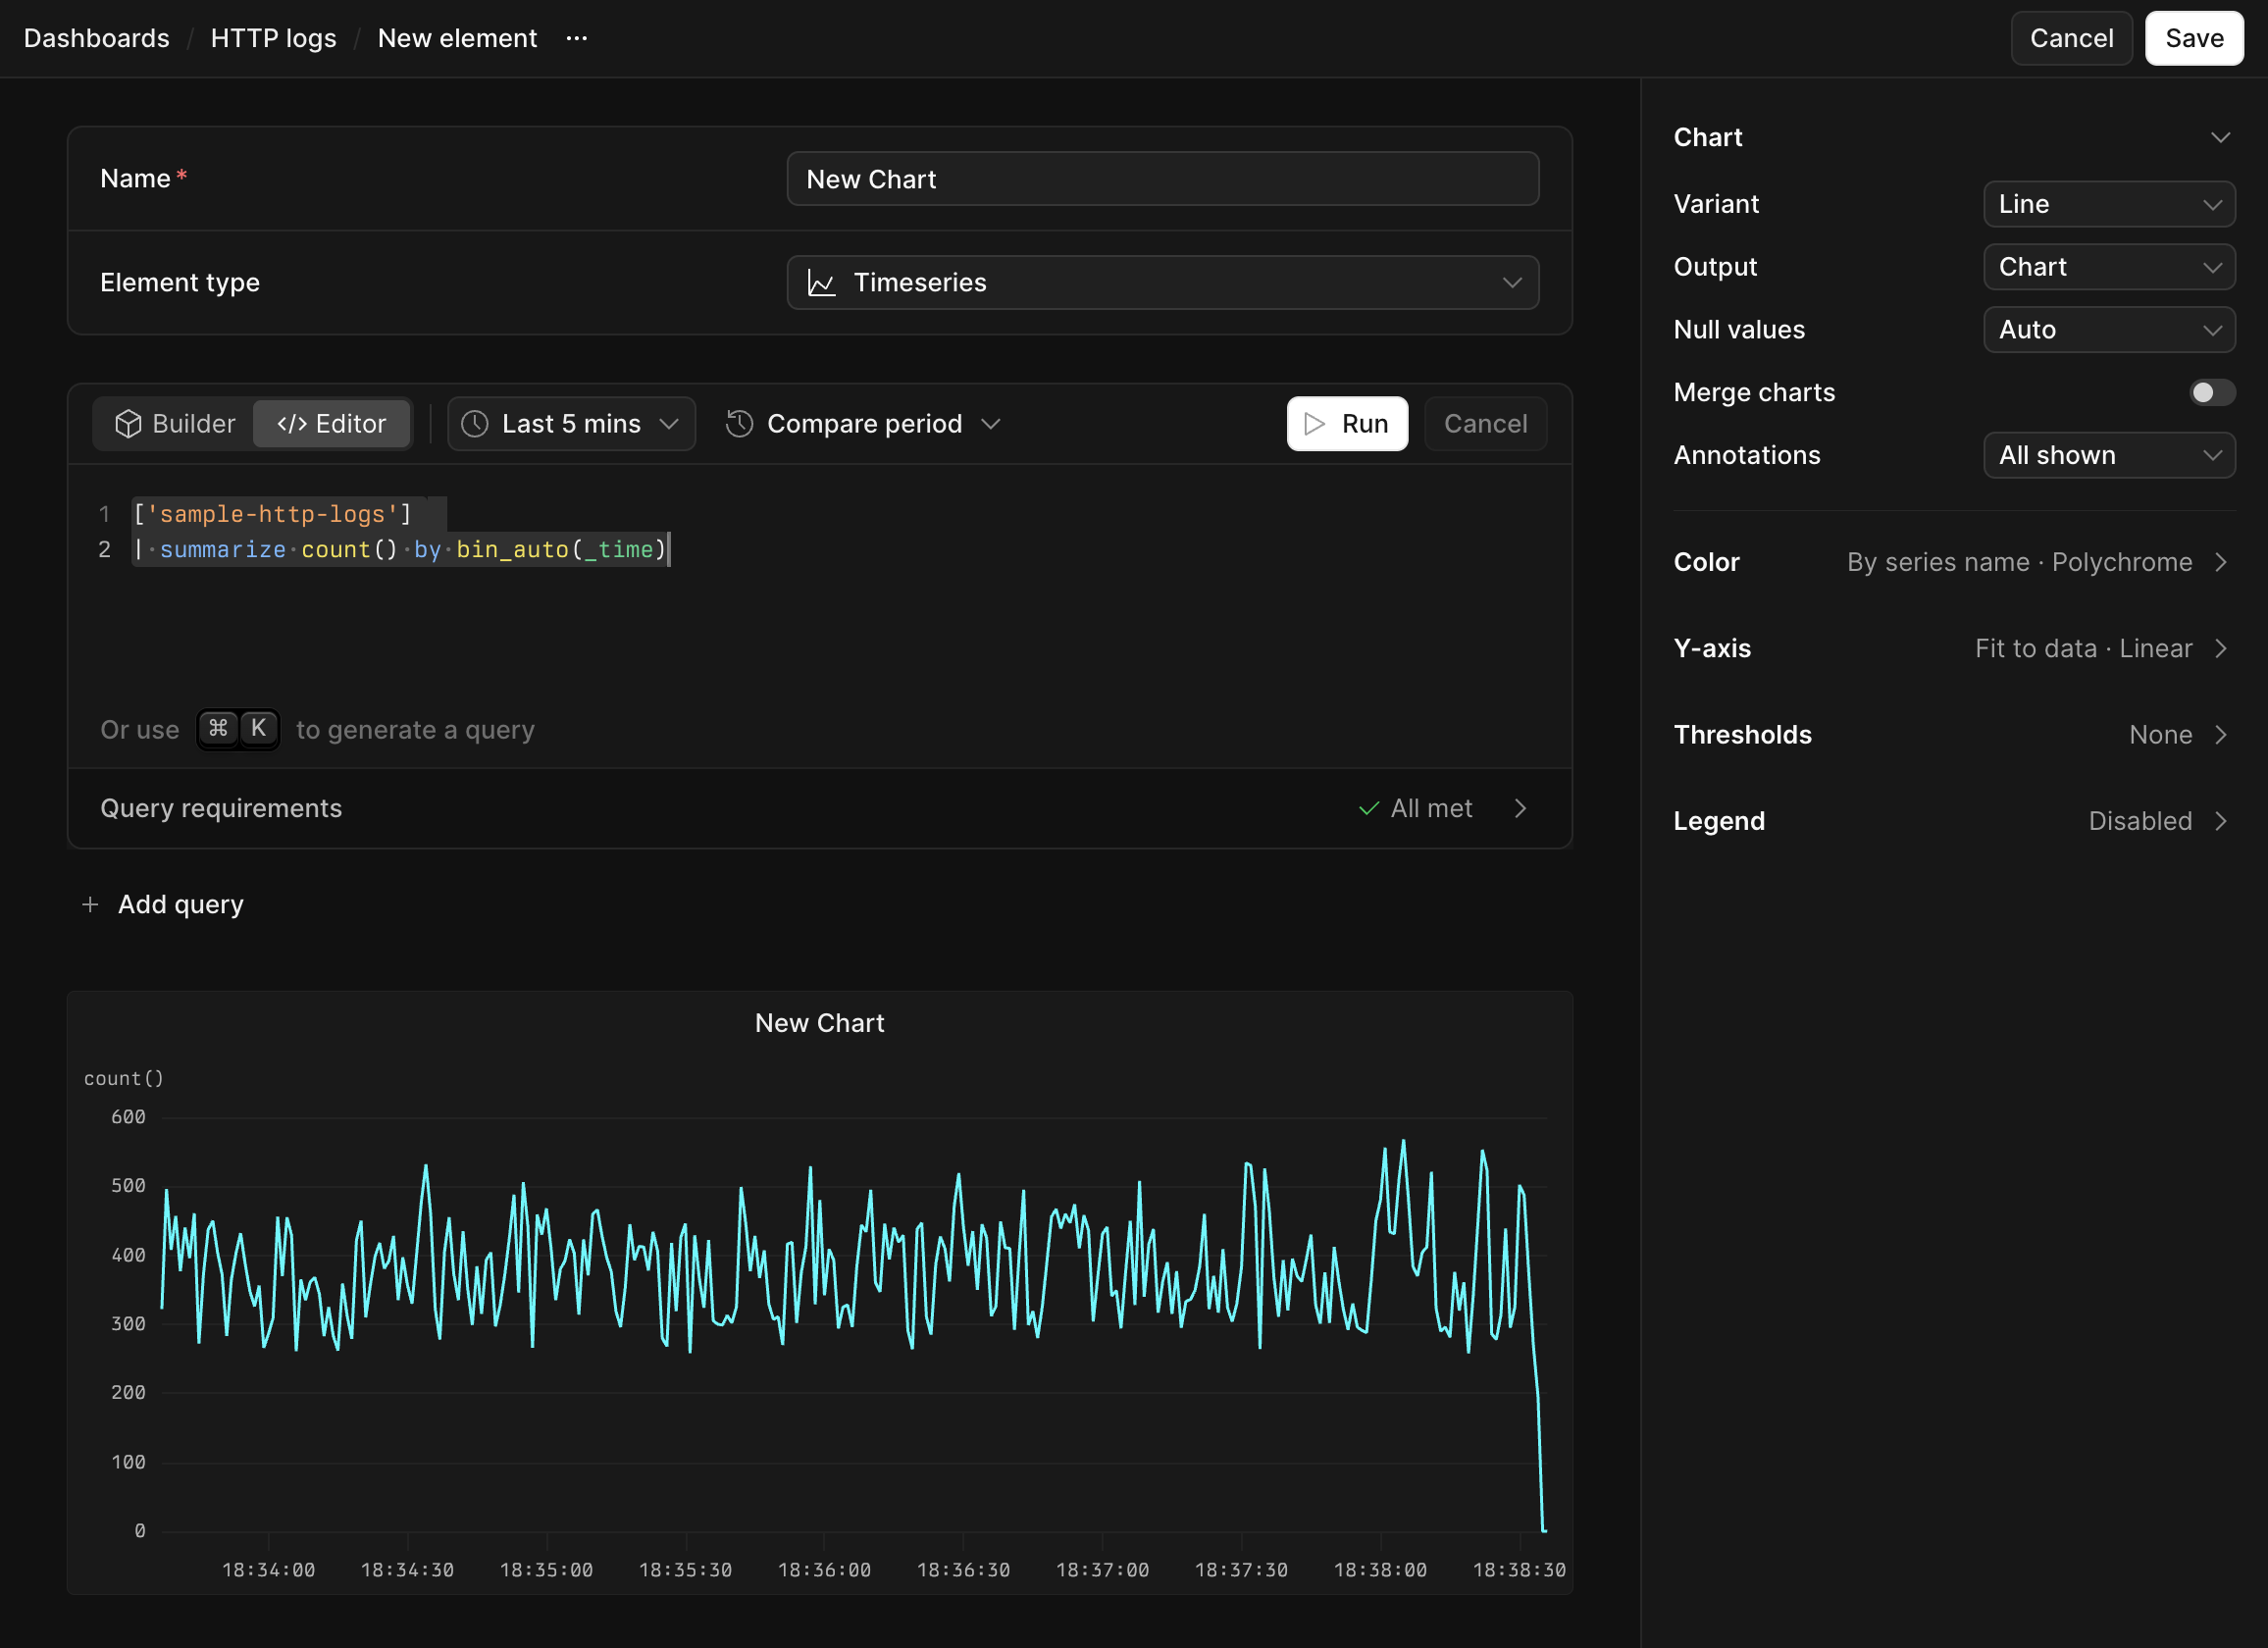 Dashboards / HTTP logs / New element ···
Cancel
Save
Name*
New Chart
Element type
Timeseries
Builder
</> Editor
Last 5 mins
Compare period
Run
Cancel
1 ['sample-http-logs']
2 | summarize count() by bin_auto(_time)
Or use ⌘ K to generate a query
Query requirements
All met
+ Add query
New Chart
count()
600
500
400
300
200
100
0
18:34:00 18:34:30 18:35:00 18:35:30 18:36:00 18:36:30 18:37:00 18:37:30 18:38:00 18:38:30
Chart
Variant
Line
Output
Chart
Null values
Auto
Merge charts
Annotations
All shown
Color
By series name · Polychrome
Y-axis
Fit to data · Linear
Thresholds
None
Legend
Disabled